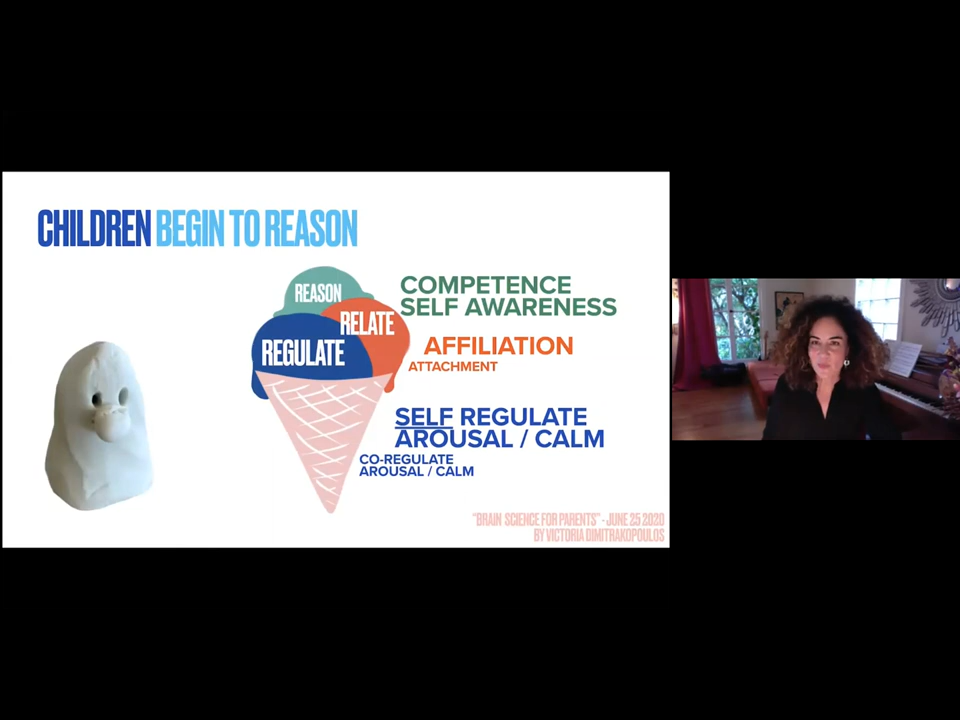 CHILDREN BEGIN TO REASON
REASON
RELATE
REGULATE
COMPETENCE
SELF AWARENESS
AFFILIATION
ATTACHMENT
SELF REGULATE
AROUSAL / CALM
CO-REGULATE
AROUSAL / CALM
"BRAIN SCIENCE FOR PARENTS" - JUNE 25 2020
BY VICTORIA DIMITRAKOPOULOS